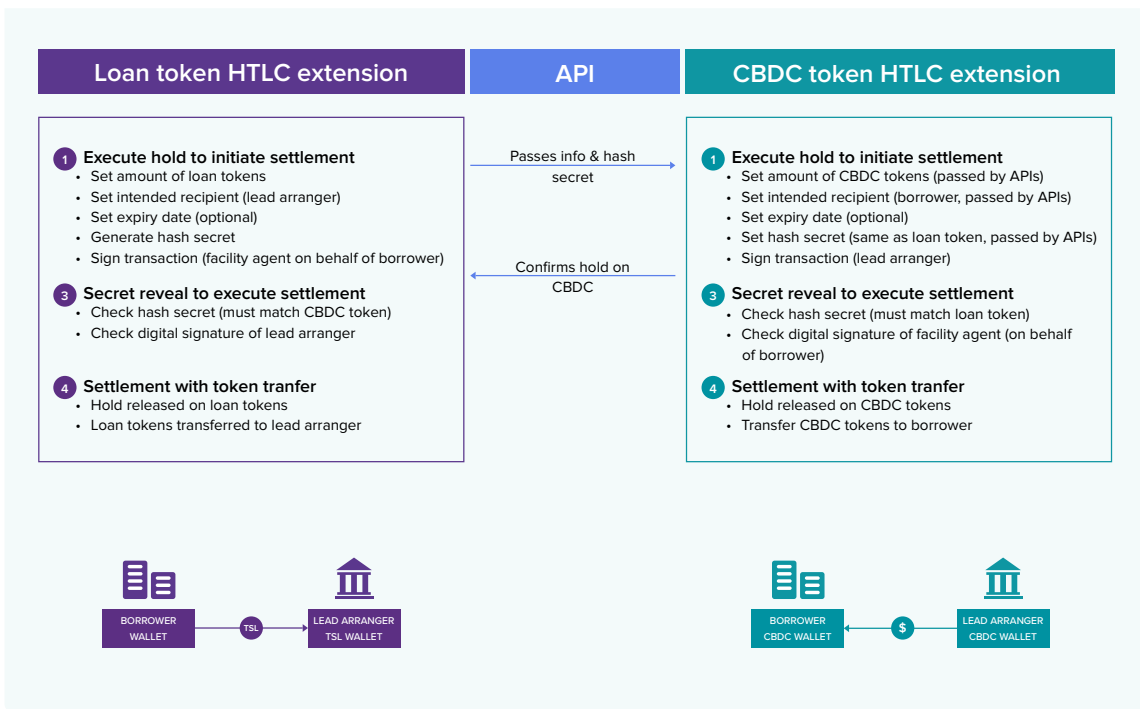 Loan token HTLC extension
API
CBDC token HTLC extension
1 Execute hold to initiate settlement
• Set amount of loan tokens
• Set intended recipient (lead arranger)
• Set expiry date (optional)
• Generate hash secret
• Sign transaction (facility agent on behalf of borrower)
3 Secret reveal to execute settlement
• Check hash secret (must match CBDC token)
• Check digital signature of lead arranger
4 Settlement with token tranfer
• Hold released on loan tokens
• Loan tokens transferred to lead arranger
Passes info & hash
secret
Confirms hold on
CBDC
1 Execute hold to initiate settlement
• Set amount of CBDC tokens (passed by APIs)
• Set intended recipient (borrower, passed by APIs)
• Set expiry date (optional)
• Set hash secret (same as loan token, passed by APIs)
• Sign transaction (lead arranger)
3 Secret reveal to execute settlement
• Check hash secret (must match loan token)
• Check digital signature of facility agent (on behalf
of borrower)
4 Settlement with token tranfer
• Hold released on CBDC tokens
• Transfer CBDC tokens to borrower
BORROWER
WALLET
TSL
LEAD ARRANGER
TSL WALLET
BORROWER
CBDC WALLET
$
LEAD ARRANGER
CBDC WALLET